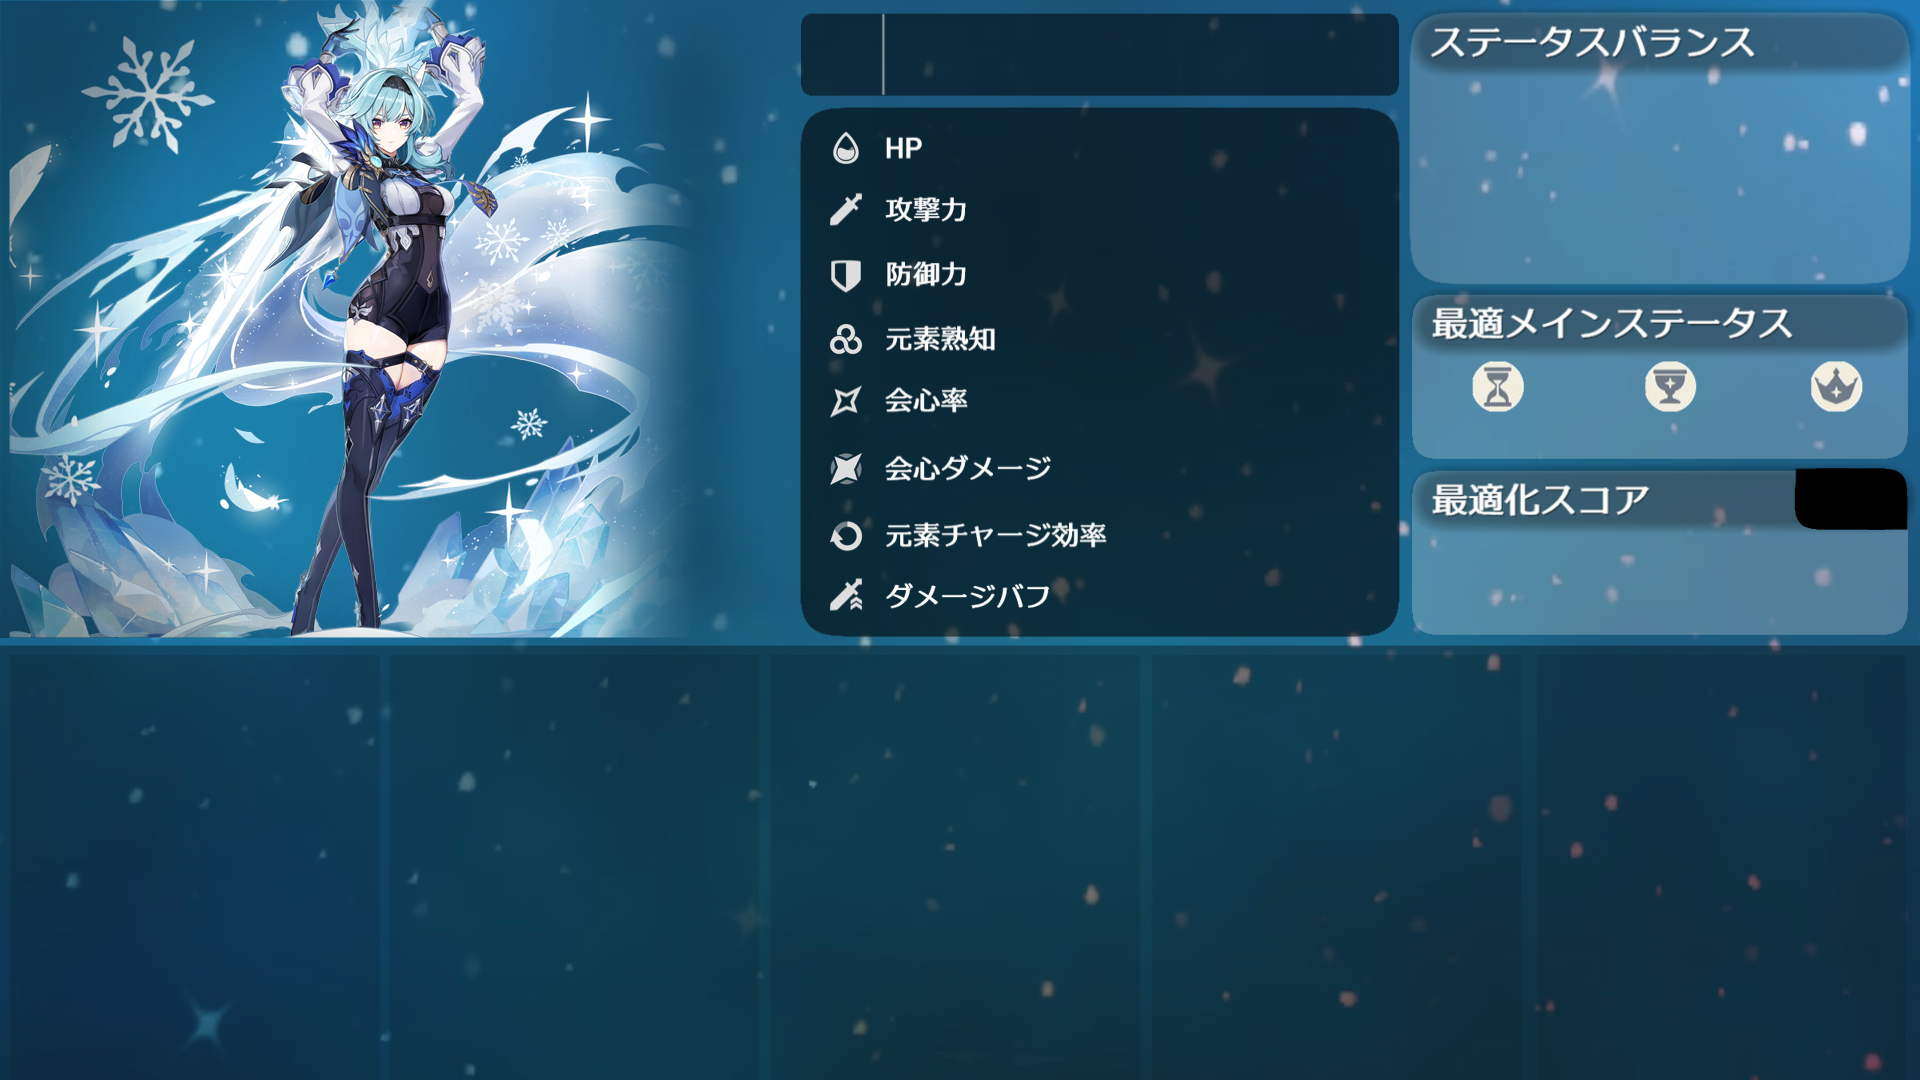 HP
攻撃力
防御力
元素熟知
会心率
会心ダメージ
元素チャージ効率
ダメージバフ
ステータスバランス
最適メインステータス
最適化スコア